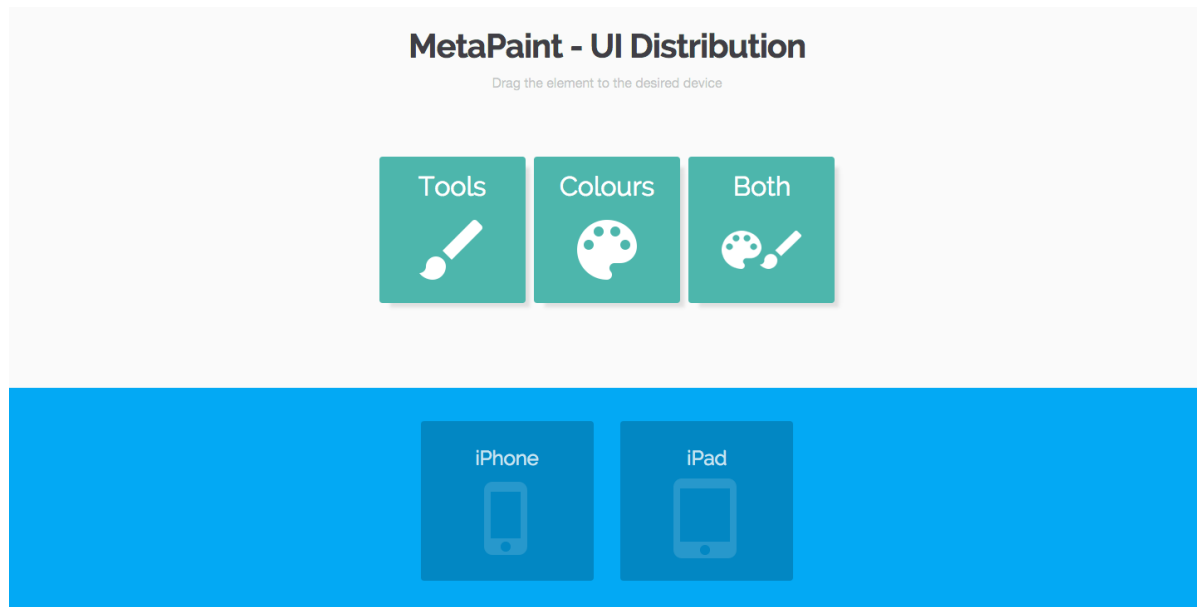 MetaPaint - UI Distribution
Drag the element to the desired device
Tools
Colours
Both
iPhone
iPad